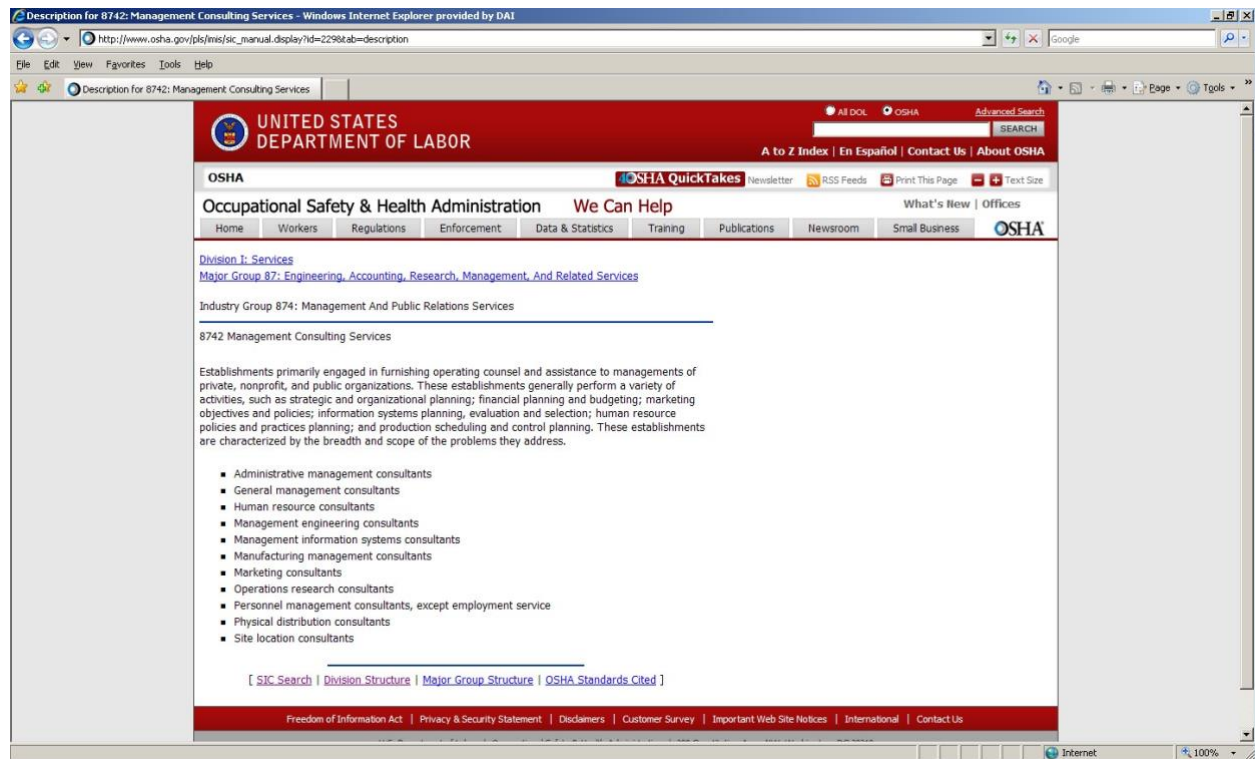 Description for 8742: Management Consulting Services - Windows Internet Explorer provided by DAI
http://www.osha.gov/pls/imis/sic_manual.display?id=229&tab=description
Google
File Edit View Favorites Tools Help
Description for 8742: Management Consulting Services
Page Tools
All DOL OSHA Advanced Search
UNITED STATES
DEPARTMENT OF LABOR
SEARCH
A to Z Index | En Español | Contact Us | About OSHA
OSHA
OSHA QuickTakes Newsletter RSS Feeds Print This Page Text Size
Occupational Safety & Health Administration We Can Help
What's New | Offices
Home Workers Regulations Enforcement Data & Statistics Training Publications Newsroom Small Business OSHA
Division I: Services
Major Group 87: Engineering, Accounting, Research, Management, And Related Services
Industry Group 874: Management And Public Relations Services
8742 Management Consulting Services
Establishments primarily engaged in furnishing operating counsel and assistance to managements of
private, nonprofit, and public organizations. These establishments generally perform a variety of
activities, such as strategic and organizational planning; financial planning and budgeting; marketing
objectives and policies; information systems planning, evaluation and selection; human resource
policies and practices planning; and production scheduling and control planning. These establishments
are characterized by the breadth and scope of the problems they address.
Administrative management consultants
General management consultants
Human resource consultants
Management engineering consultants
Management information systems consultants
Manufacturing management consultants
Marketing consultants
Operations research consultants
Personnel management consultants, except employment service
Physical distribution consultants
Site location consultants
[ SIC Search | Division Structure | Major Group Structure | OSHA Standards Cited ]
Freedom of Information Act | Privacy & Security Statement | Disclaimers | Customer Survey | Important Web Site Notices | International | Contact Us
Internet 100%